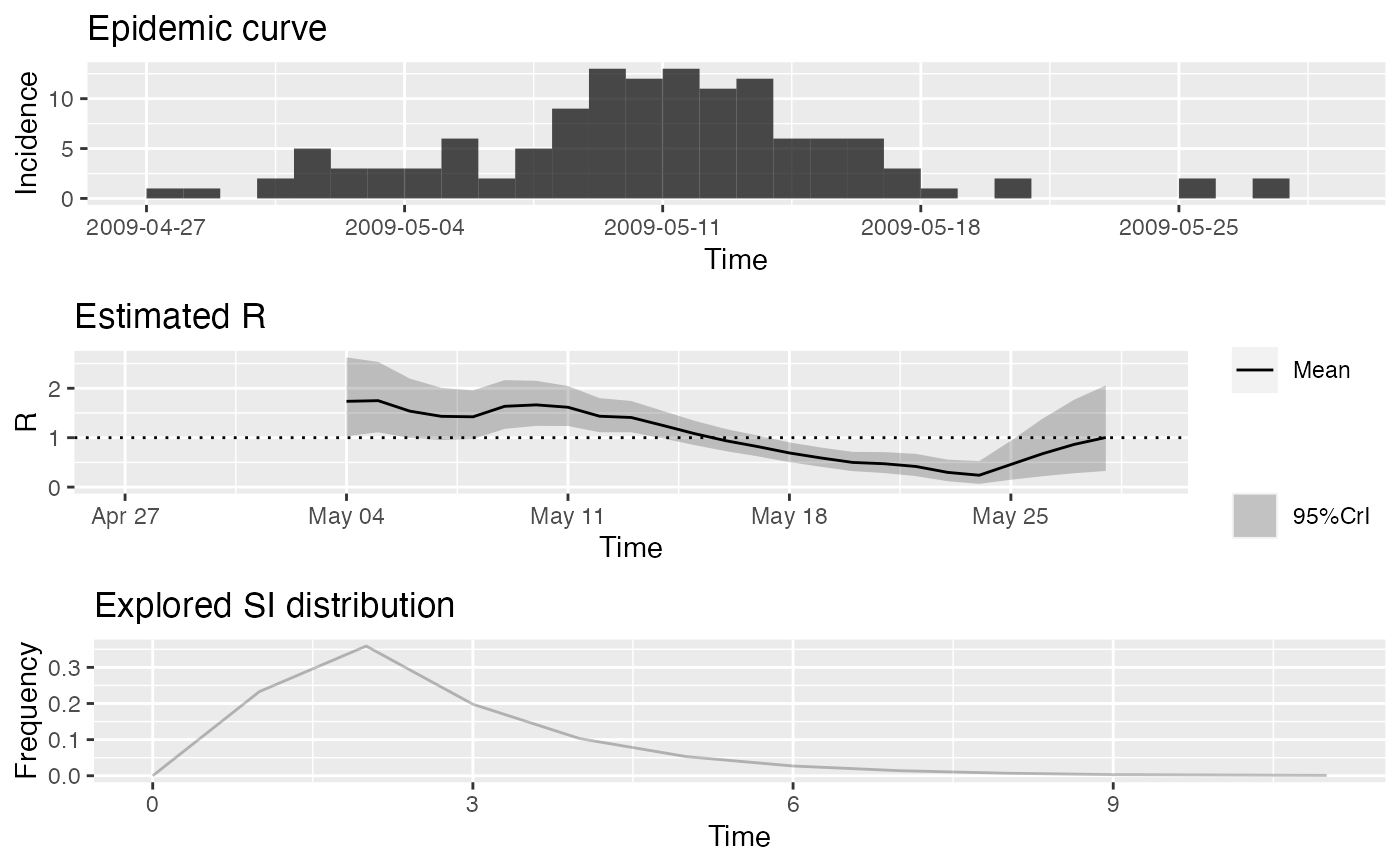 Epidemic curve
Incidence
10
5
0
2009-04-27 2009-05-04 2009-05-11 2009-05-18 2009-05-25
Time
Estimated R
R
2
1
0
Apr 27 May 04 May 11 May 18 May 25
Time
Mean
95%CrI
Explored SI distribution
Frequency
0.3
0.2
0.1
0.0
0 3 6 9
Time